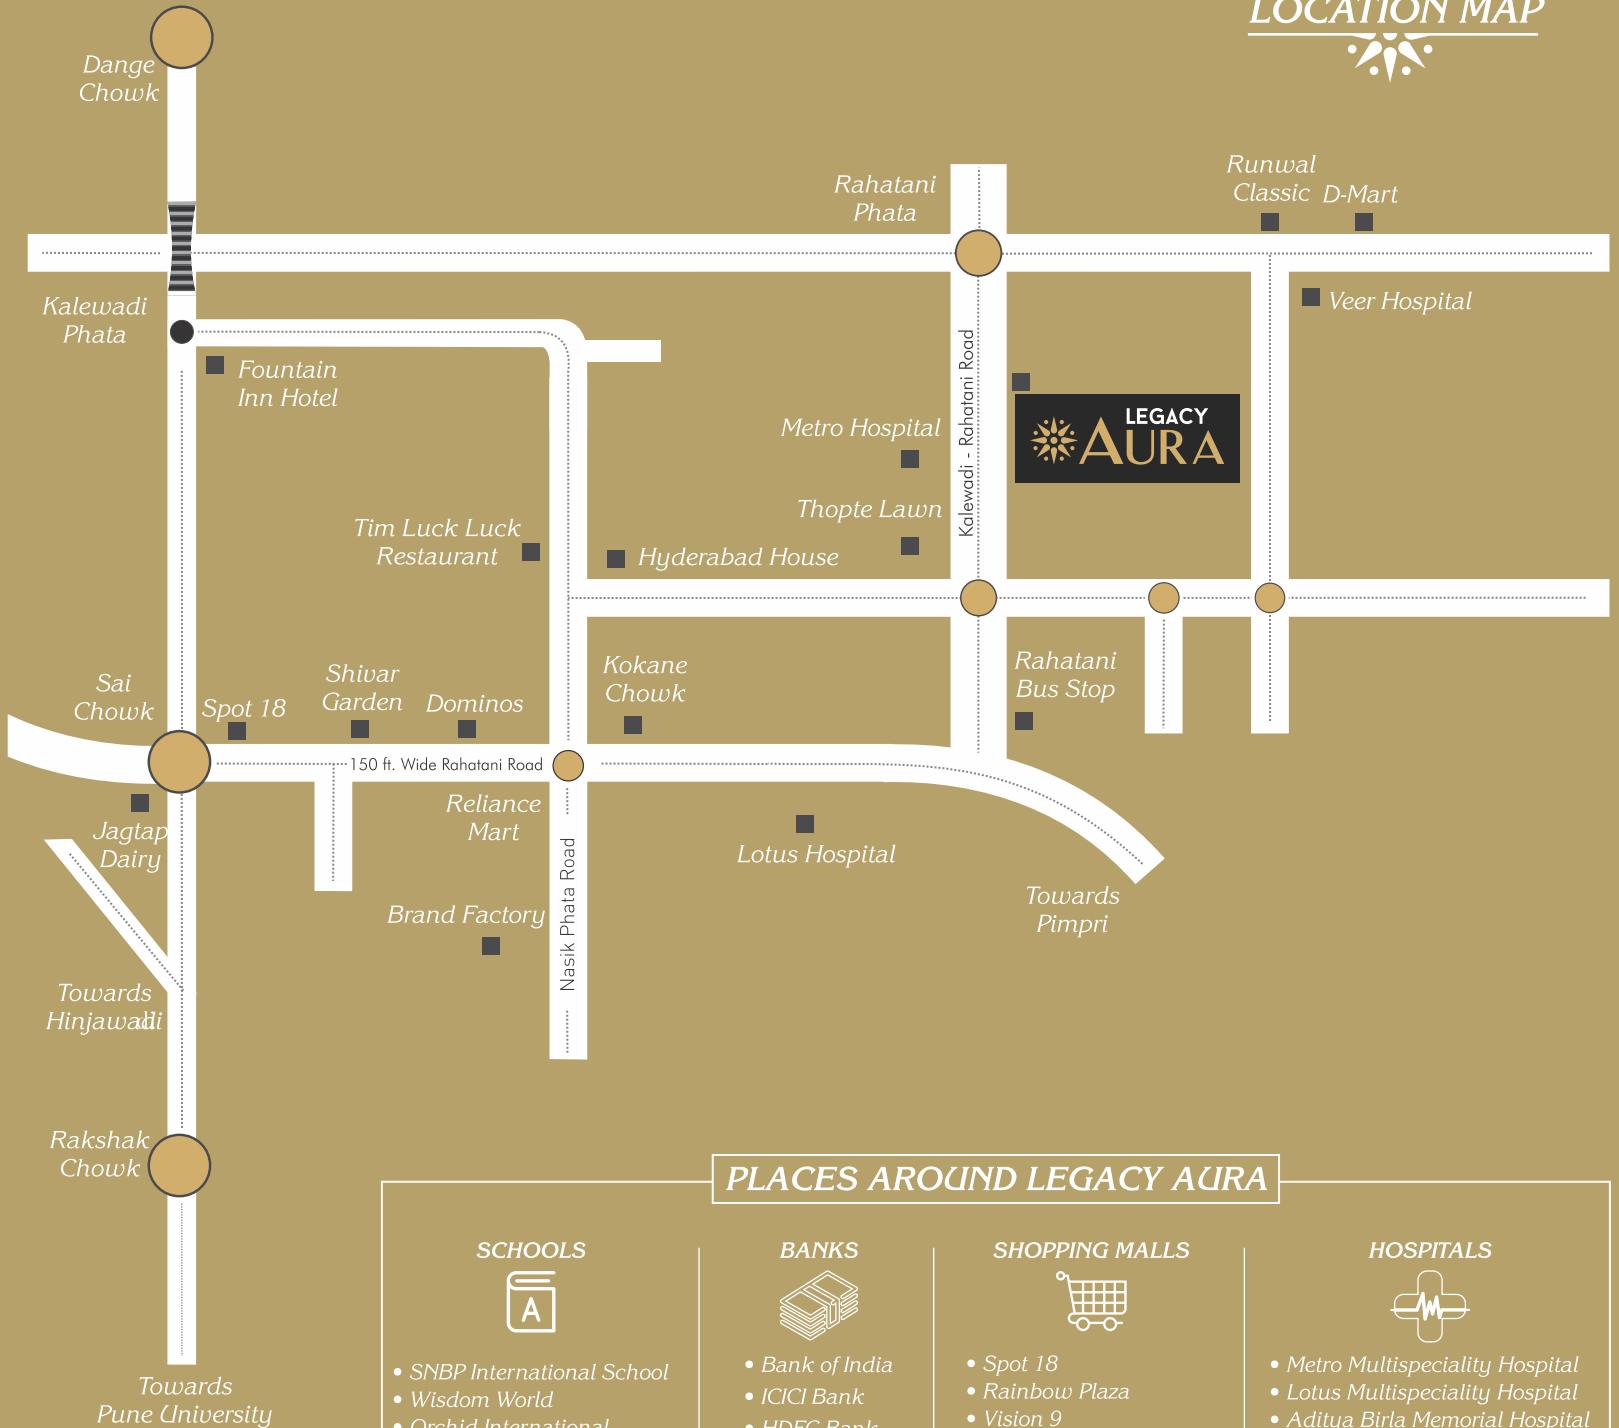 LOCATION MAP
Dange
Chowk
Rahatani
Phata
Runwal
Classic
D-Mart
Kalewadi
Phata
Veer Hospital
Fountain
Inn Hotel
Kalewadi - Rahatani Road
LEGACY
AURA
Metro Hospital
Thopte Lawn
Tim Luck Luck
Restaurant
Hyderabad House
Sai
Chowk
Spot 18
Shivar
Garden
Dominos
Kokane
Chowk
Rahatani
Bus Stop
150 ft. Wide Rahatani Road
Jagtap
Dairy
Reliance
Mart
Lotus Hospital
Nasik Phata Road
Brand Factory
Towards
Pimpri
Towards
Hinjawadi
Rakshak
Chowk
Towards
Pune University
PLACES AROUND LEGACY AURA
SCHOOLS
A
• SNBP International School
• Wisdom World
• Orchid International
BANKS
• Bank of India
• ICICI Bank
• HDFC Bank
SHOPPING MALLS
• Spot 18
• Rainbow Plaza
• Vision 9
HOSPITALS
• Metro Multispeciality Hospital
• Lotus Multispeciality Hospital
• Aditya Birla Memorial Hospital